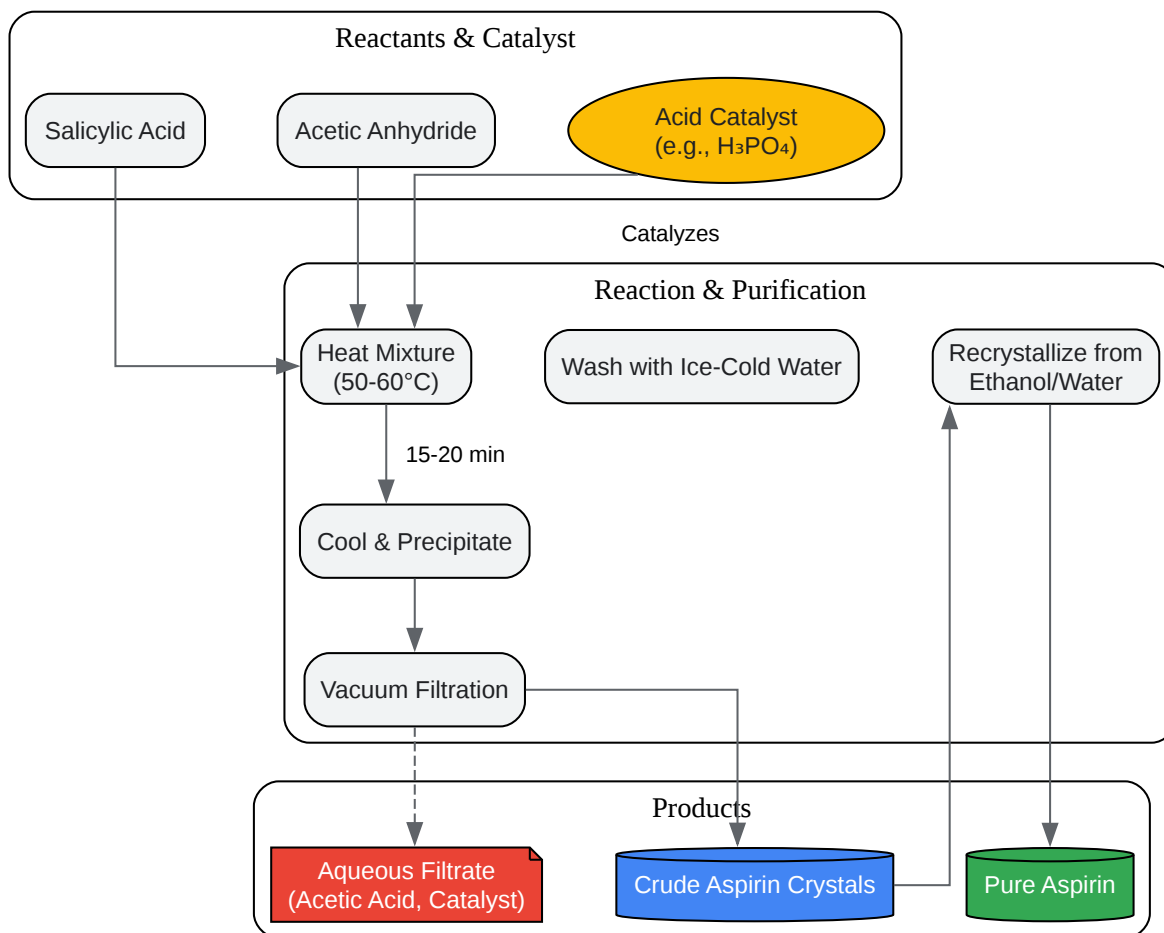 Reactants & Catalyst
Salicylic Acid
Acetic Anhydride
Acid Catalyst
(e.g., H₃PO₄)
Catalyzes
Reaction & Purification
Heat Mixture
(50-60°C)
Wash with Ice-Cold Water
Recrystallize from
Ethanol/Water
15-20 min
Cool & Precipitate
Vacuum Filtration
Products
Aqueous Filtrate
(Acetic Acid, Catalyst)
Crude Aspirin Crystals
Pure Aspirin